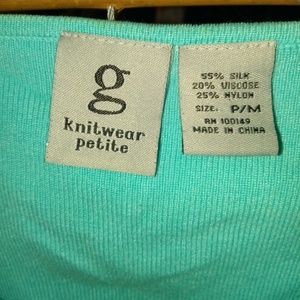 g
knitwear
petite
55% SILK
20% VISCOSE
25% NYLON
SIZE: P/M
RN 100149
MADE IN CHINA